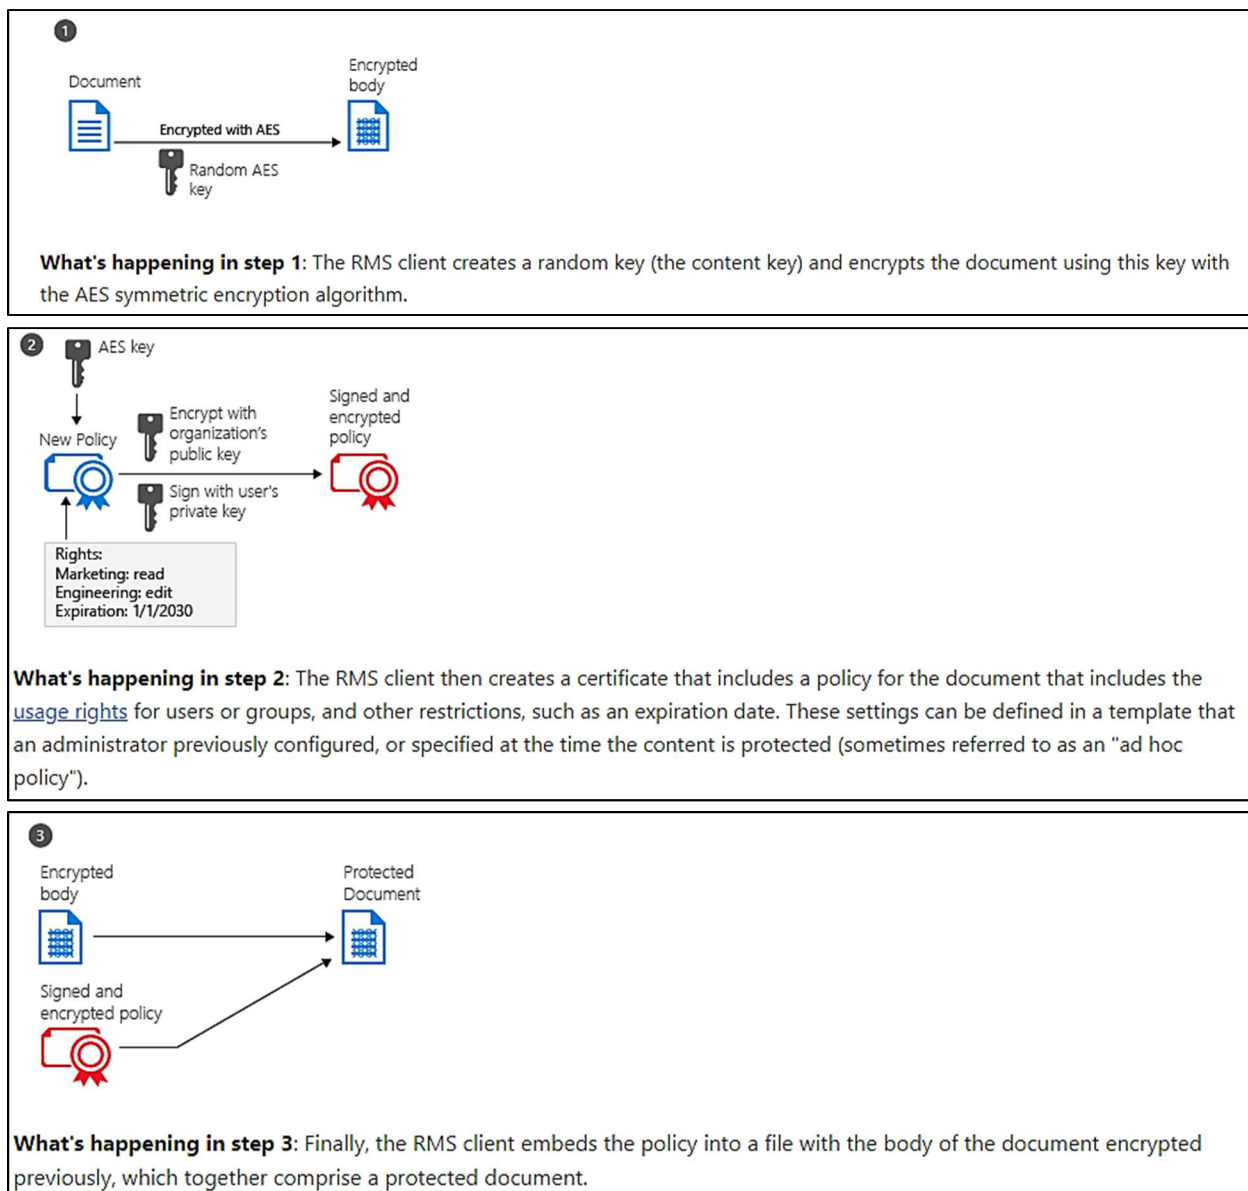 1
Document
Encrypted
body
Encrypted with AES
Random AES
key
What's happening in step 1: The RMS client creates a random key (the content key) and encrypts the document using this key with
the AES symmetric encryption algorithm.
2
AES key
New Policy
Encrypt with
organization's
public key
Sign with user's
private key
Signed and
encrypted
policy
Rights:
Marketing: read
Engineering: edit
Expiration: 1/1/2030
What's happening in step 2: The RMS client then creates a certificate that includes a policy for the document that includes the
usage rights for users or groups, and other restrictions, such as an expiration date. These settings can be defined in a template that
an administrator previously configured, or specified at the time the content is protected (sometimes referred to as an "ad hoc
policy").
3
Encrypted
body
Protected
Document
Signed and
encrypted policy
What's happening in step 3: Finally, the RMS client embeds the policy into a file with the body of the document encrypted
previously, which together comprise a protected document.